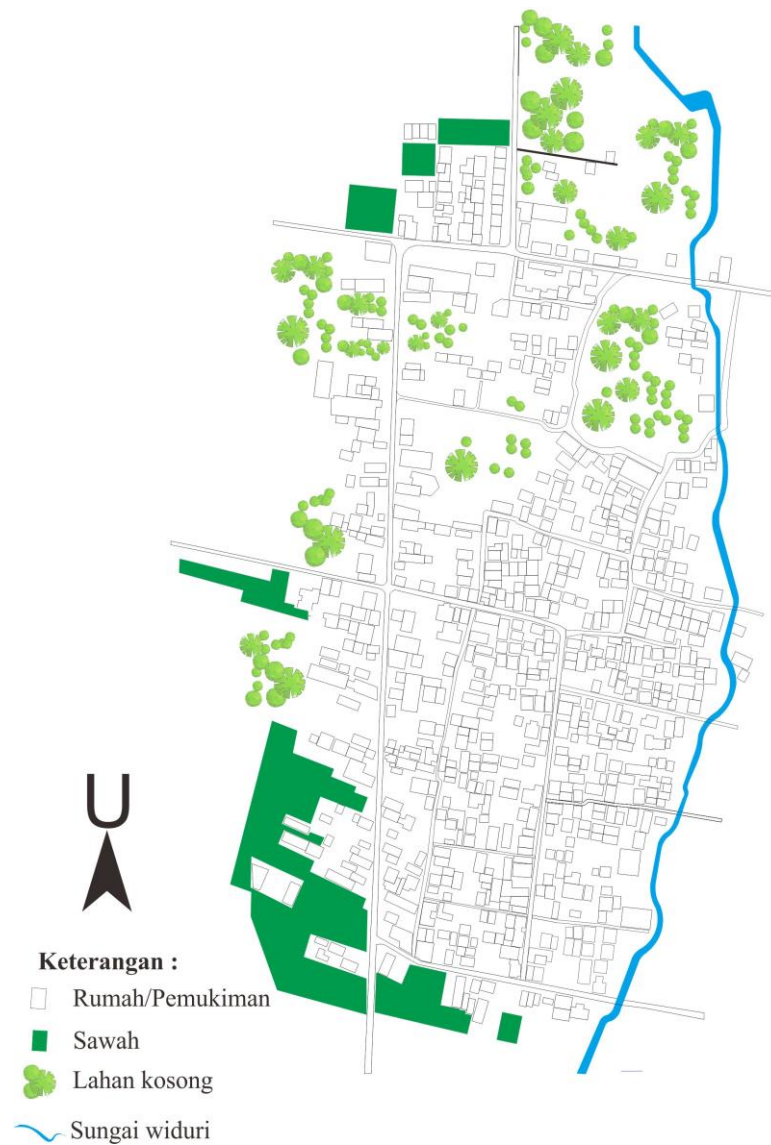 U
Keterangan :
Rumah/Pemukiman
Sawah
Lahan kosong
Sungai widuri